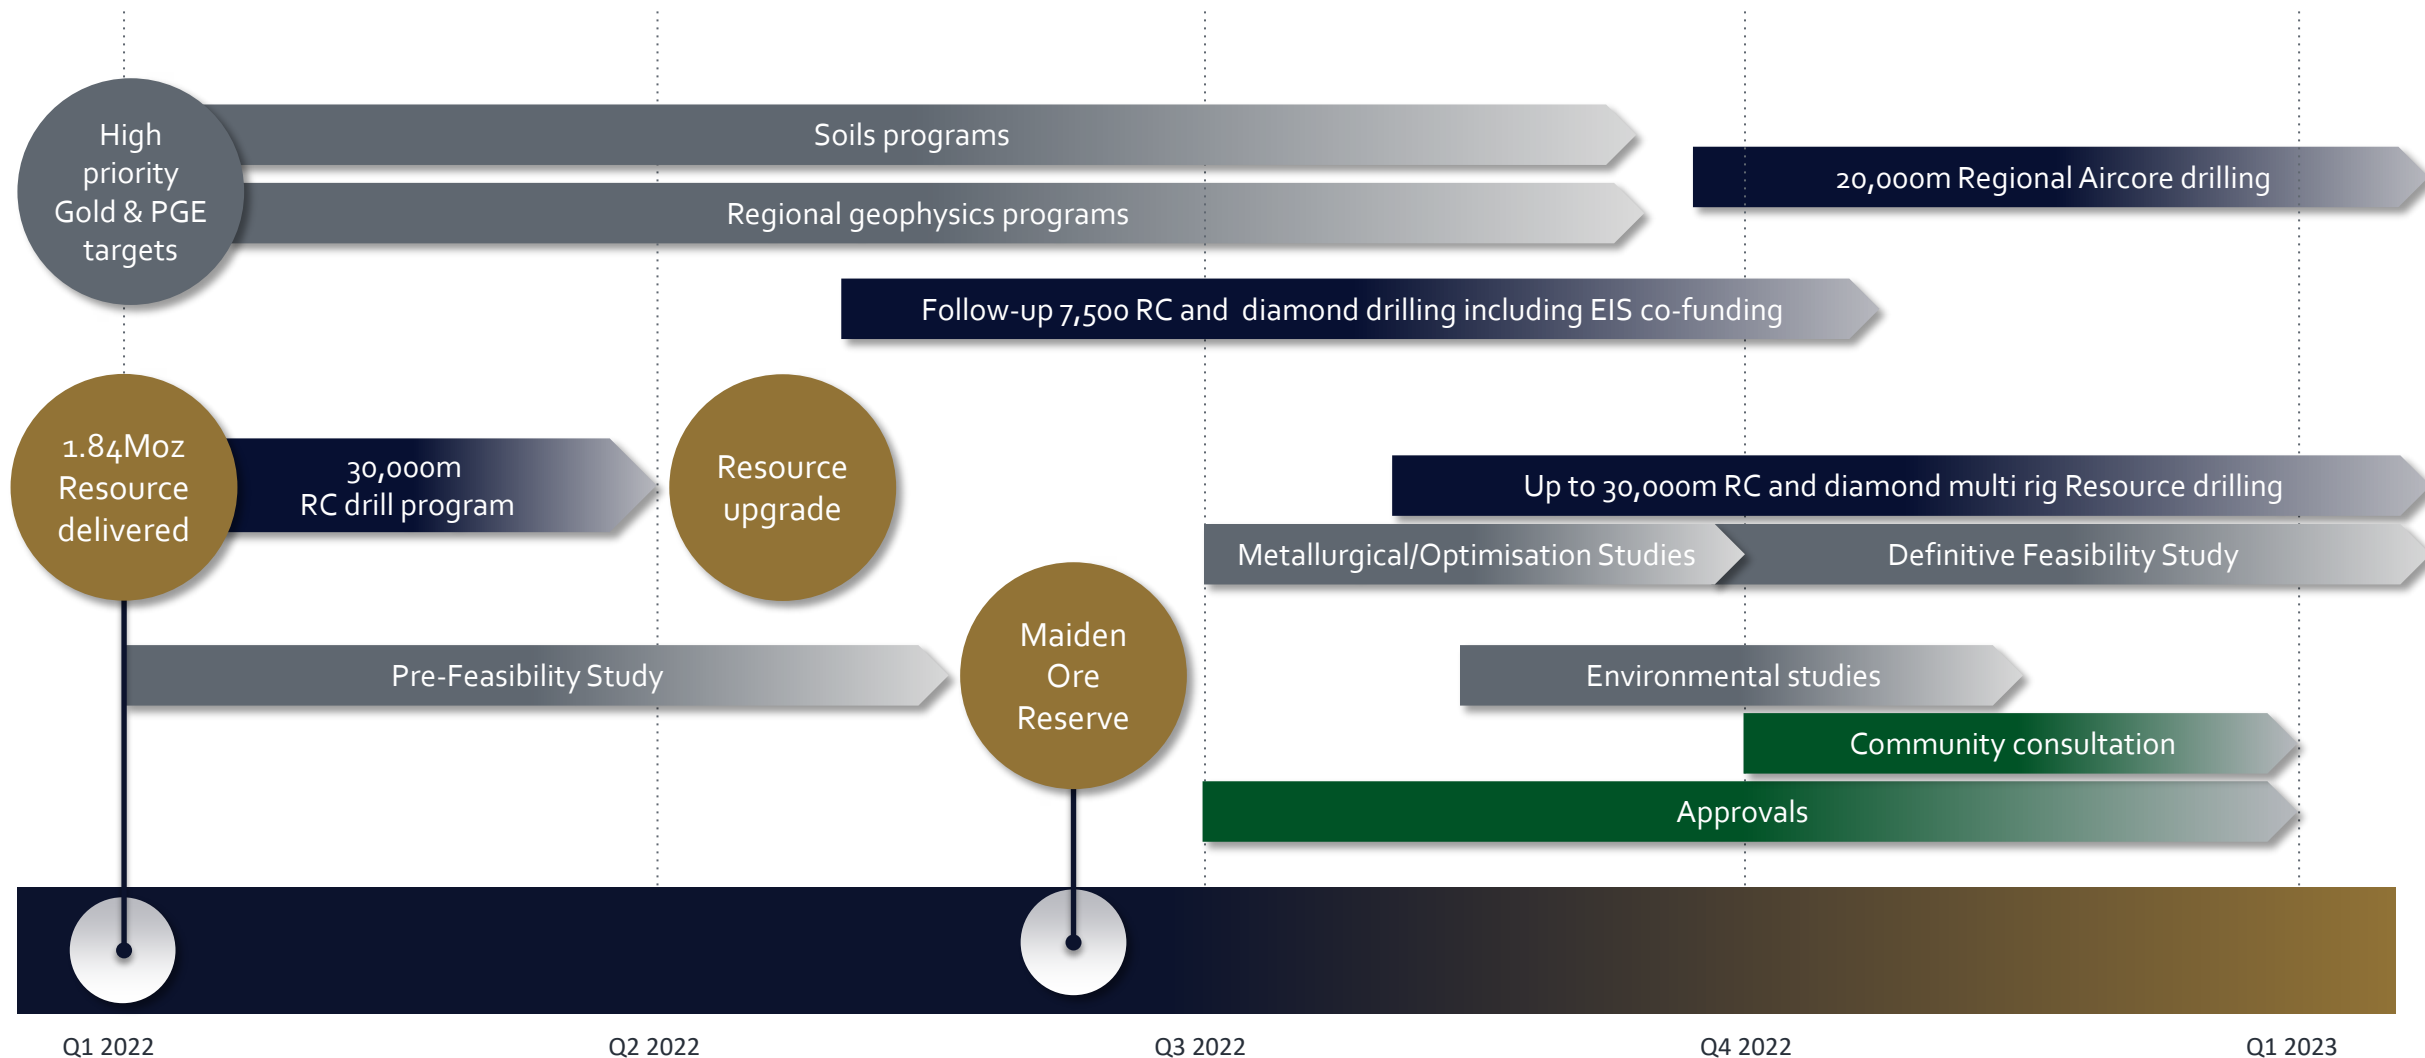 High
priority
Gold & PGE
targets
Soils programs
Regional geophysics programs
20,000m Regional Aircore drilling
Follow-up 7,500 RC and  diamond drilling including EIS co-funding
1.84Moz
Resource
delivered
30,000m
RC drill program
Resource
upgrade
Up to 30,000m RC and diamond multi rig Resource drilling
Metallurgical/Optimisation Studies
Definitive Feasibility Study
Pre-Feasibility Study
Maiden
Ore
Reserve
Environmental studies
Community consultation
Approvals
Q1 2022
Q2 2022
Q3 2022
Q4 2022
Q1 2023